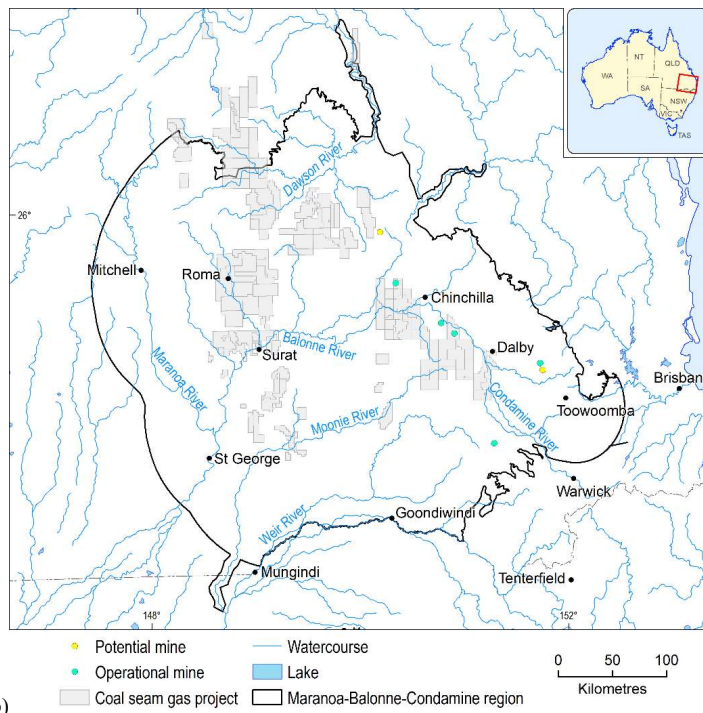 NT
QLD
WA
SA
NSW
VIC
TAS
Dawson River
26°
Mitchell
Roma
Chinchilla
Balonne River
Surat
Dalby
Maranoa River
Brisban
Condamine River
Toowoomba
Moonie River
St George
Warwick
Goondiwindi
Weir River
Mungindi
Tenterfield
148°
152°
Potential mine
Watercourse
Operational mine
Lake
0 50 100
Coal seam gas project
Maranoa-Balonne-Condamine region
Kilometres